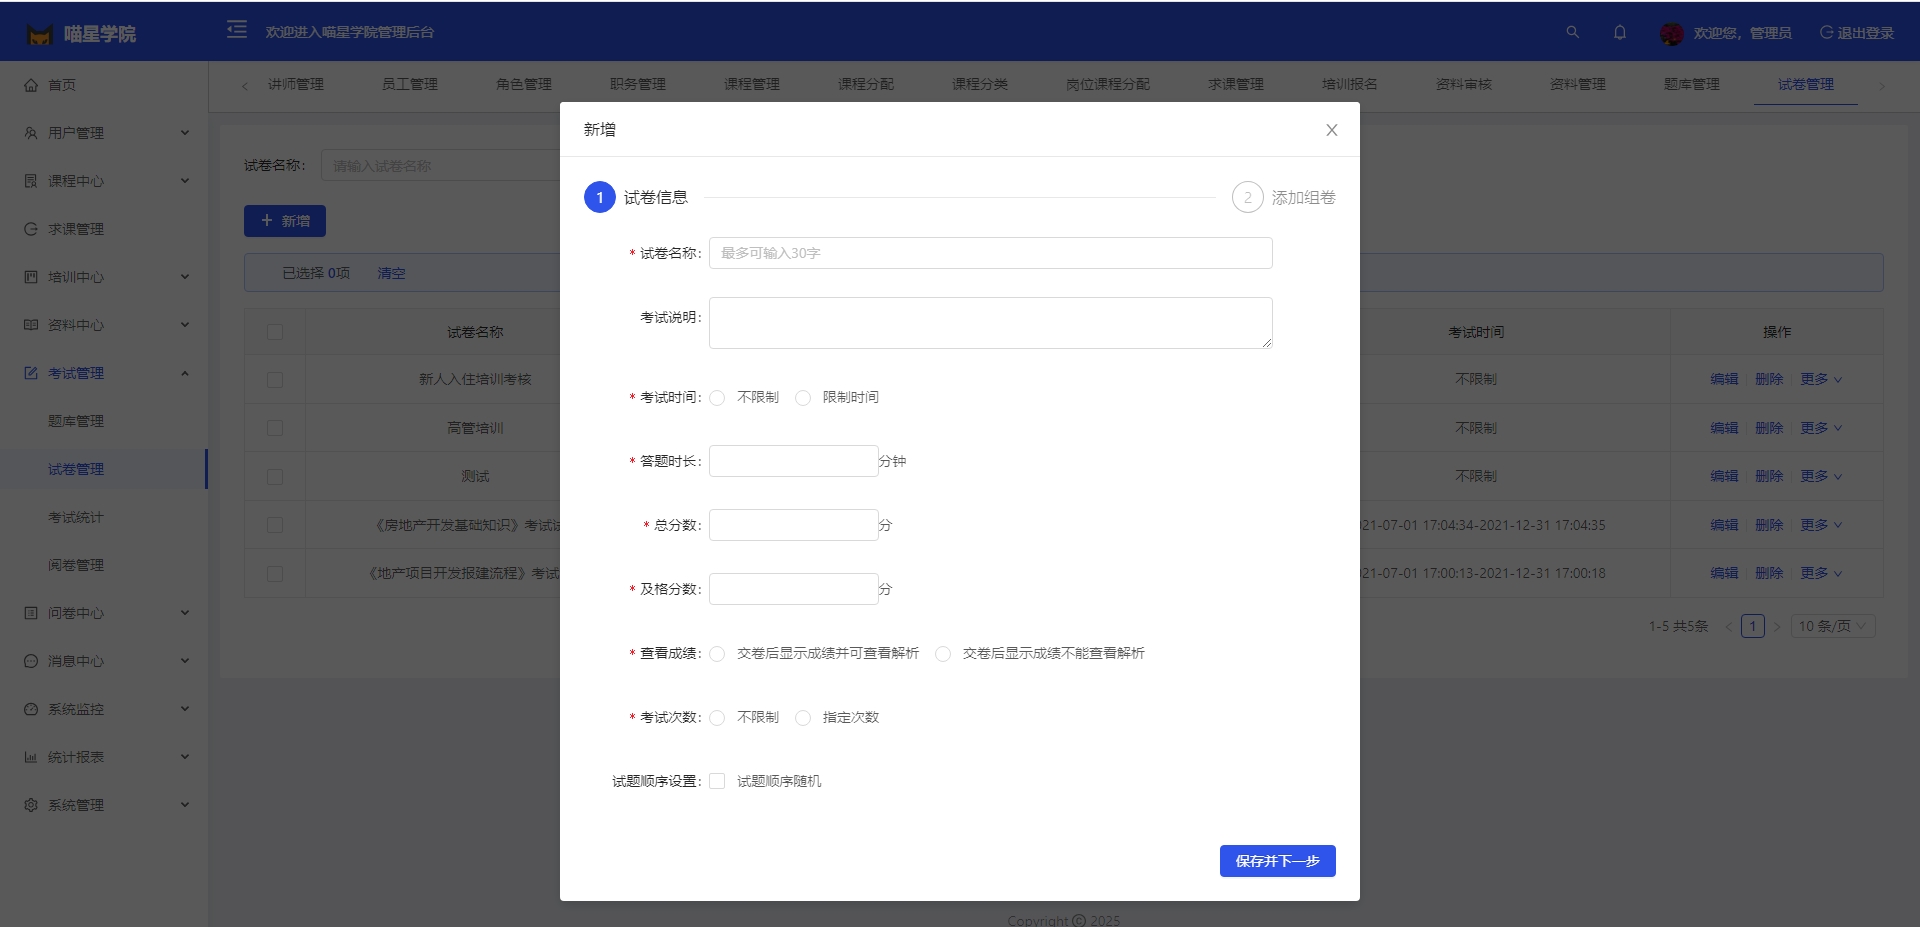 喵星学院
欢迎进入喵星学院管理后台
欢迎您，管理员
退出登录
首页
用户管理
课程中心
求课管理
培训中心
资料中心
考试管理
题库管理
试卷管理
考试统计
阅卷管理
问卷中心
消息中心
系统监控
统计报表
系统管理
讲师管理 员工管理 角色管理 职务管理 课程管理 课程分配 课程分类 岗位课程分配 求课管理 培训报名 资料审核 资料管理 题库管理 试卷管理
试卷名称： 请输入试卷名称
新增
已选择 0项 清空
试卷名称 考试时间 操作
新人入住培训考核 不限制 编辑 删除 更多
高管培训 不限制 编辑 删除 更多
测试 不限制 编辑 删除 更多
《房地产开发基础知识》考试试 21-07-01 17:04:34-2021-12-31 17:04:35 编辑 删除 更多
《地产项目开发报建流程》考试 21-07-01 17:00:13-2021-12-31 17:00:18 编辑 删除 更多
1-5 共5条 1 10 条/页
新增
1 试卷信息 2 添加组卷
* 试卷名称: 最多可输入30字
考试说明:
* 考试时间: 不限制 限制时间
* 答题时长: 分钟
* 总分数: 分
* 及格分数: 分
* 查看成绩: 交卷后显示成绩并可查看解析 交卷后显示成绩不能查看解析
* 考试次数: 不限制 指定次数
试题顺序设置: 试题顺序随机
保存并下一步
Copyright © 2025